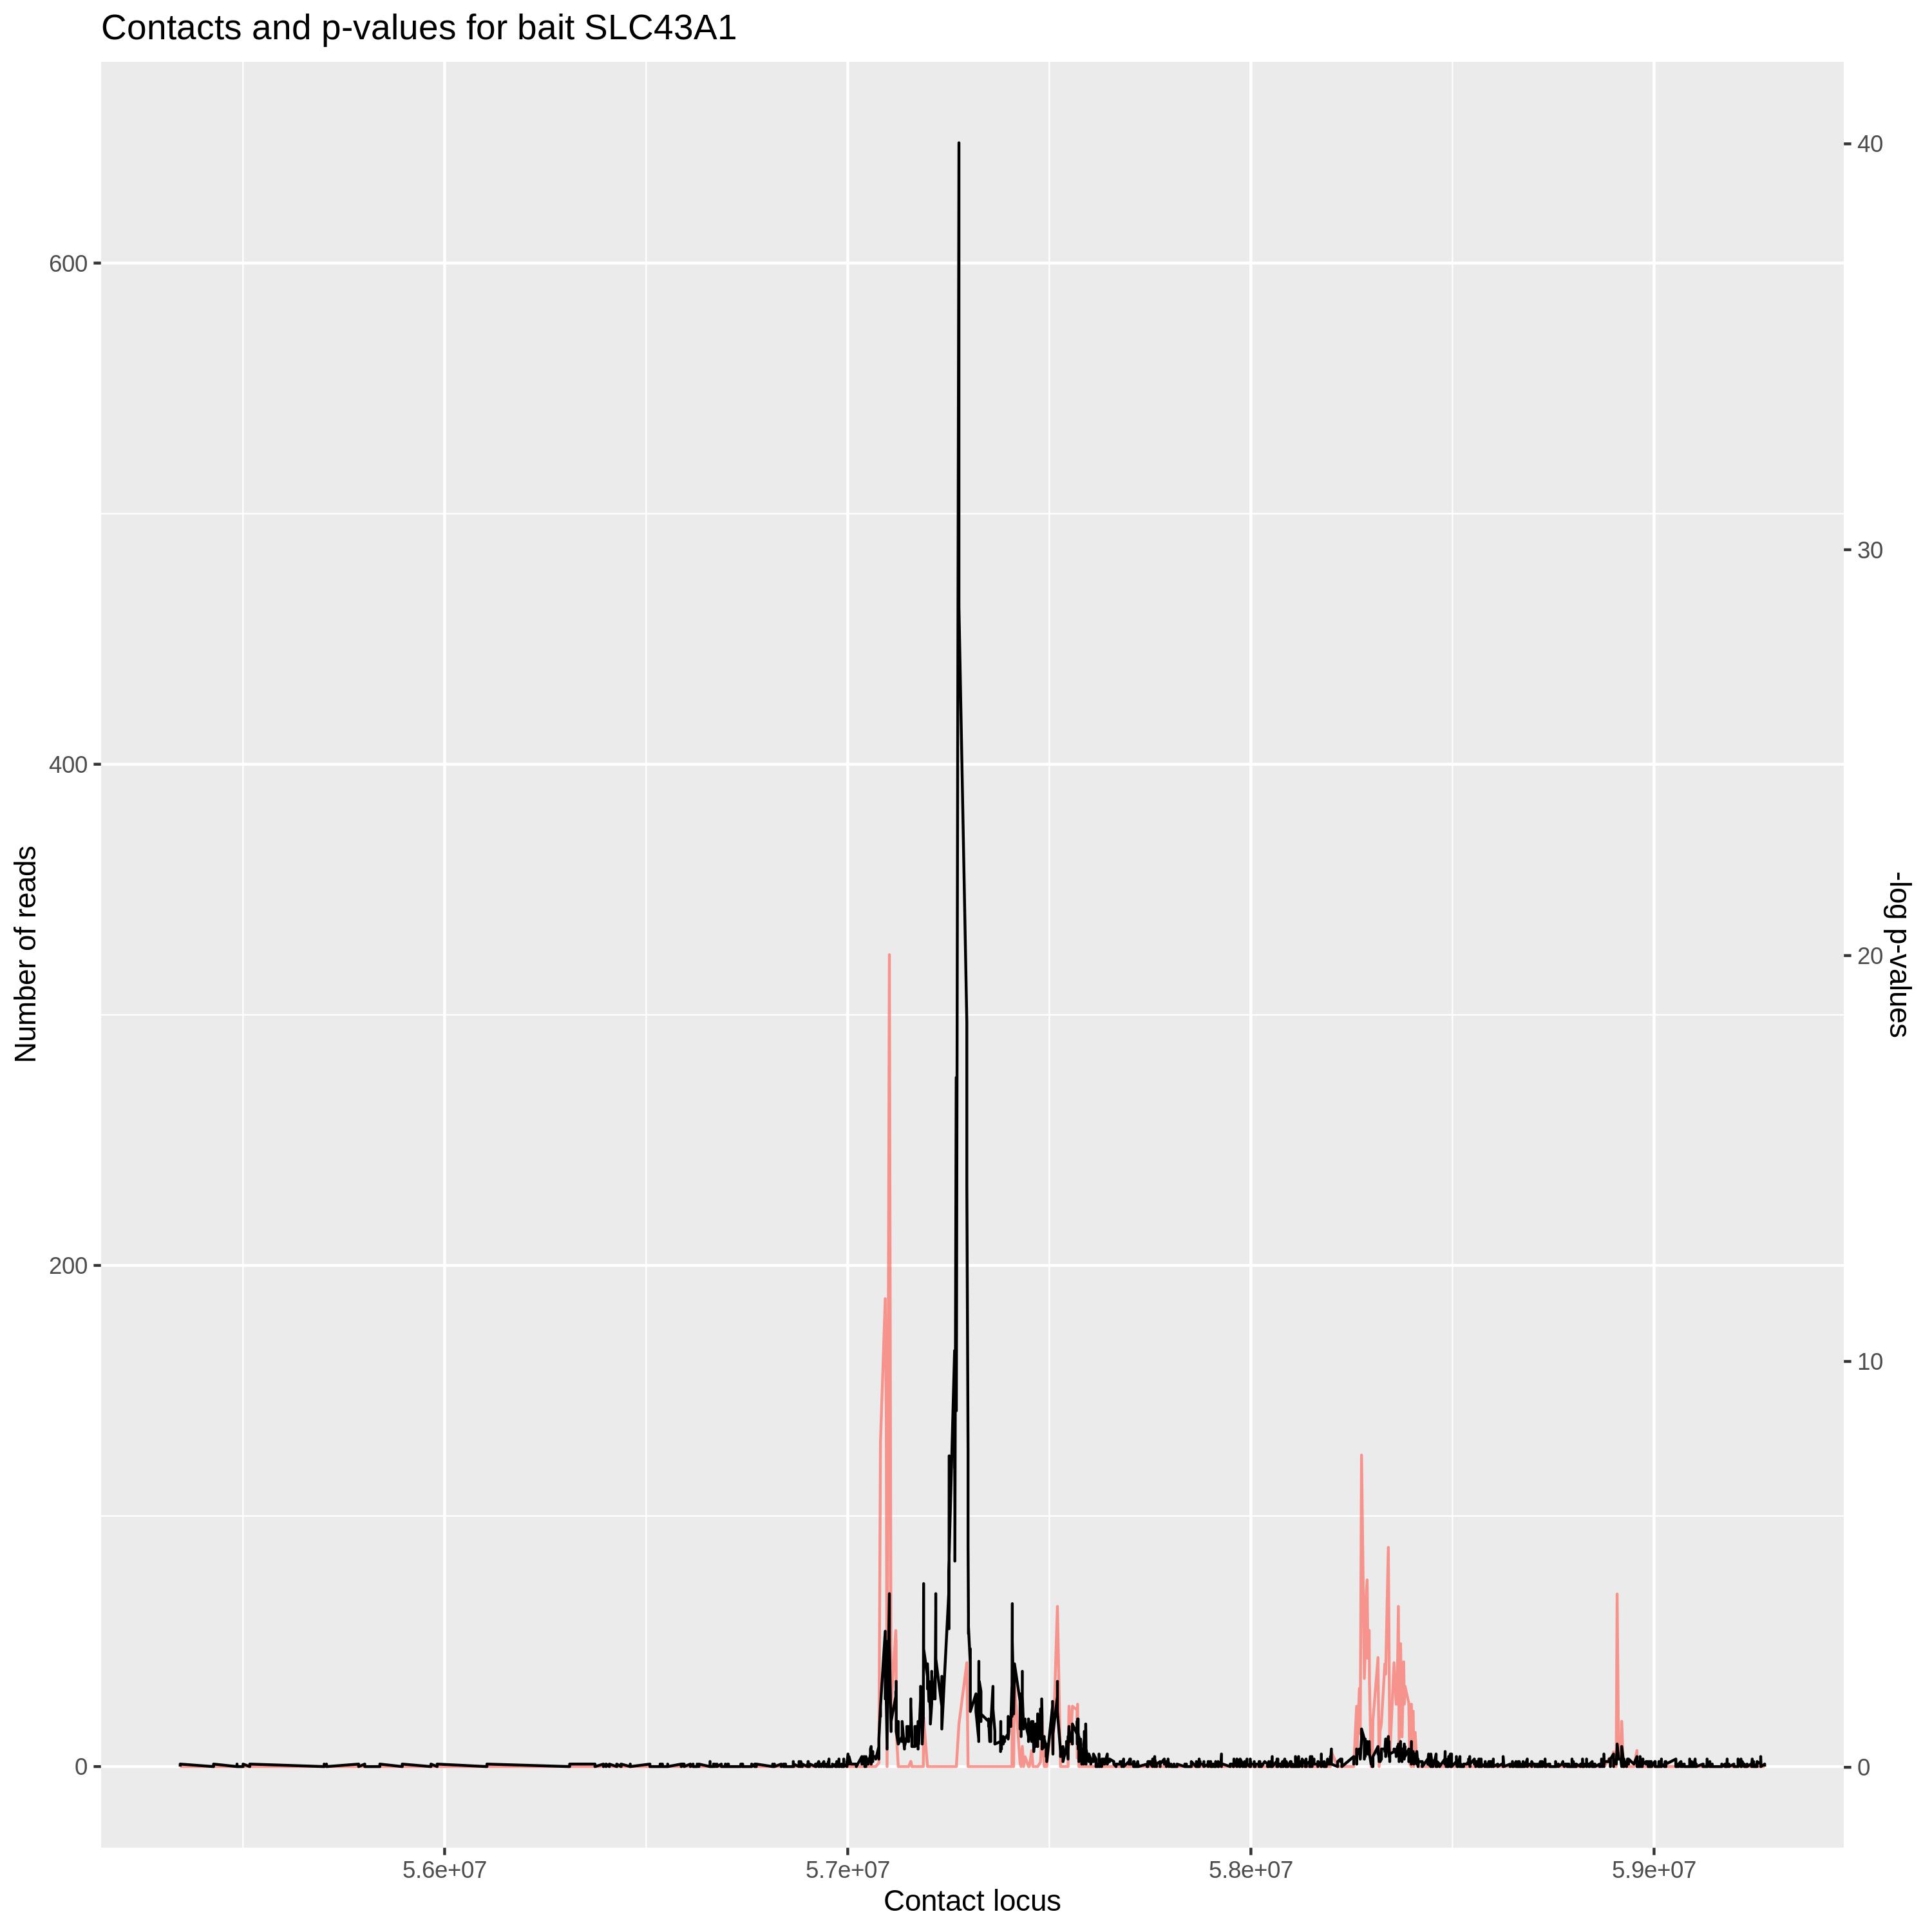 Contacts and p-values for bait SLC43A1
Number of reads
600
400
200
0
40
30
20
10
0
-log p-values
5.6e+07
5.7e+07
5.8e+07
5.9e+07
Contact locus